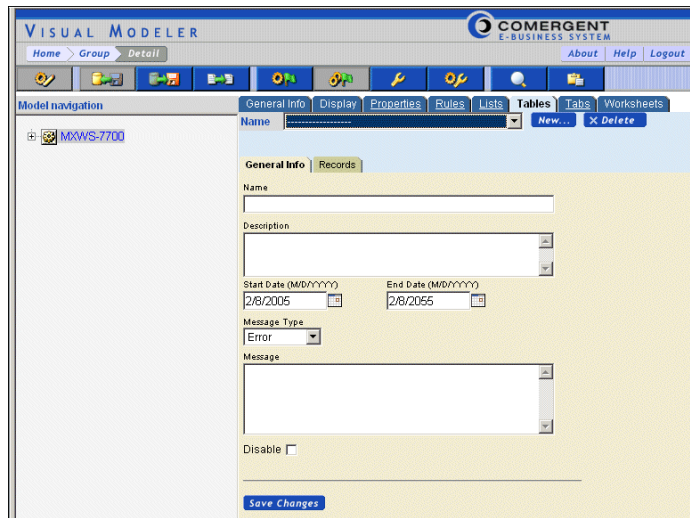 VISUAL MODELER
COMERGENT
E-BUSINESS SYSTEM
Home Group Detail
About Help Logout
Model navigation
General Info Display Properties Rules Lists Tables Tabs Worksheets
Name ------------------ New... X Delete
MXWS-7700
General Info Records
Name
Description
Start Date (M/D/YYYY) End Date (M/D/YYYY)
2/8/2005 2/8/2055
Message Type
Error
Message
Disable
Save Changes